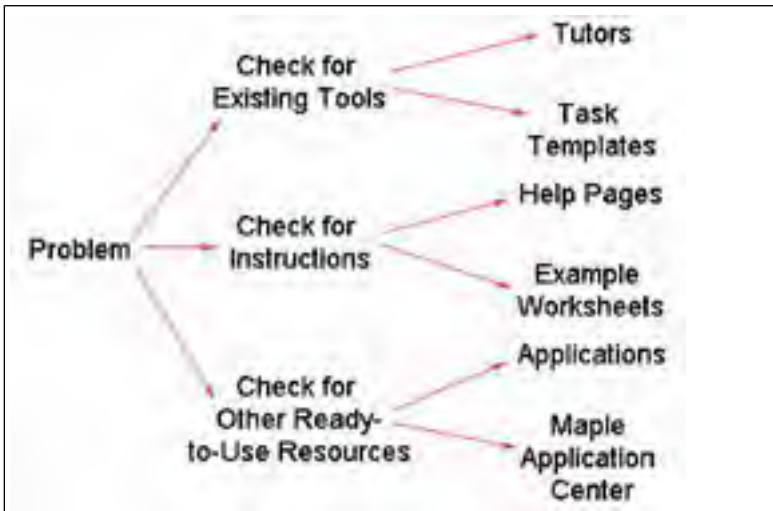 Problem
Check for
Existing Tools
Tutors
Task
Templates
Check for
Instructions
Help Pages
Example
Worksheets
Check for
Other Ready-
to-Use Resources
Applications
Maple
Application
Center